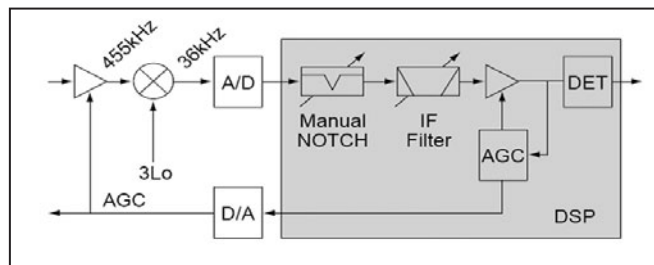 455kHz
36kHz
A/D
DET
Manual
NOTCH
IF
Filter
AGC
3Lo
AGC
D/A
DSP